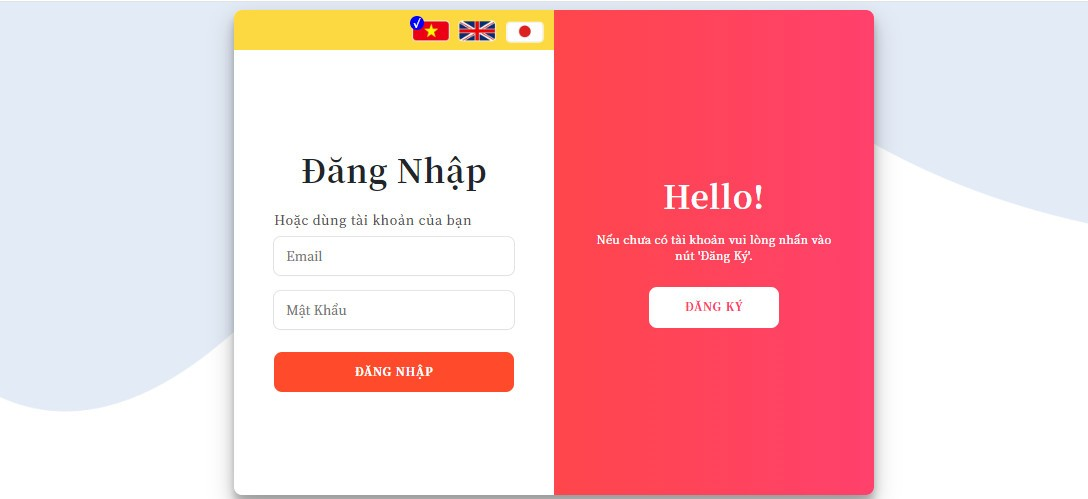 Đăng Nhập
Hoặc dùng tài khoản của bạn
Email
Mật Khẩu
ĐĂNG NHẬP
Hello!
Nếu chưa có tài khoản vui lòng nhấn vào
nút 'Đăng Ký'.
ĐĂNG KÝ